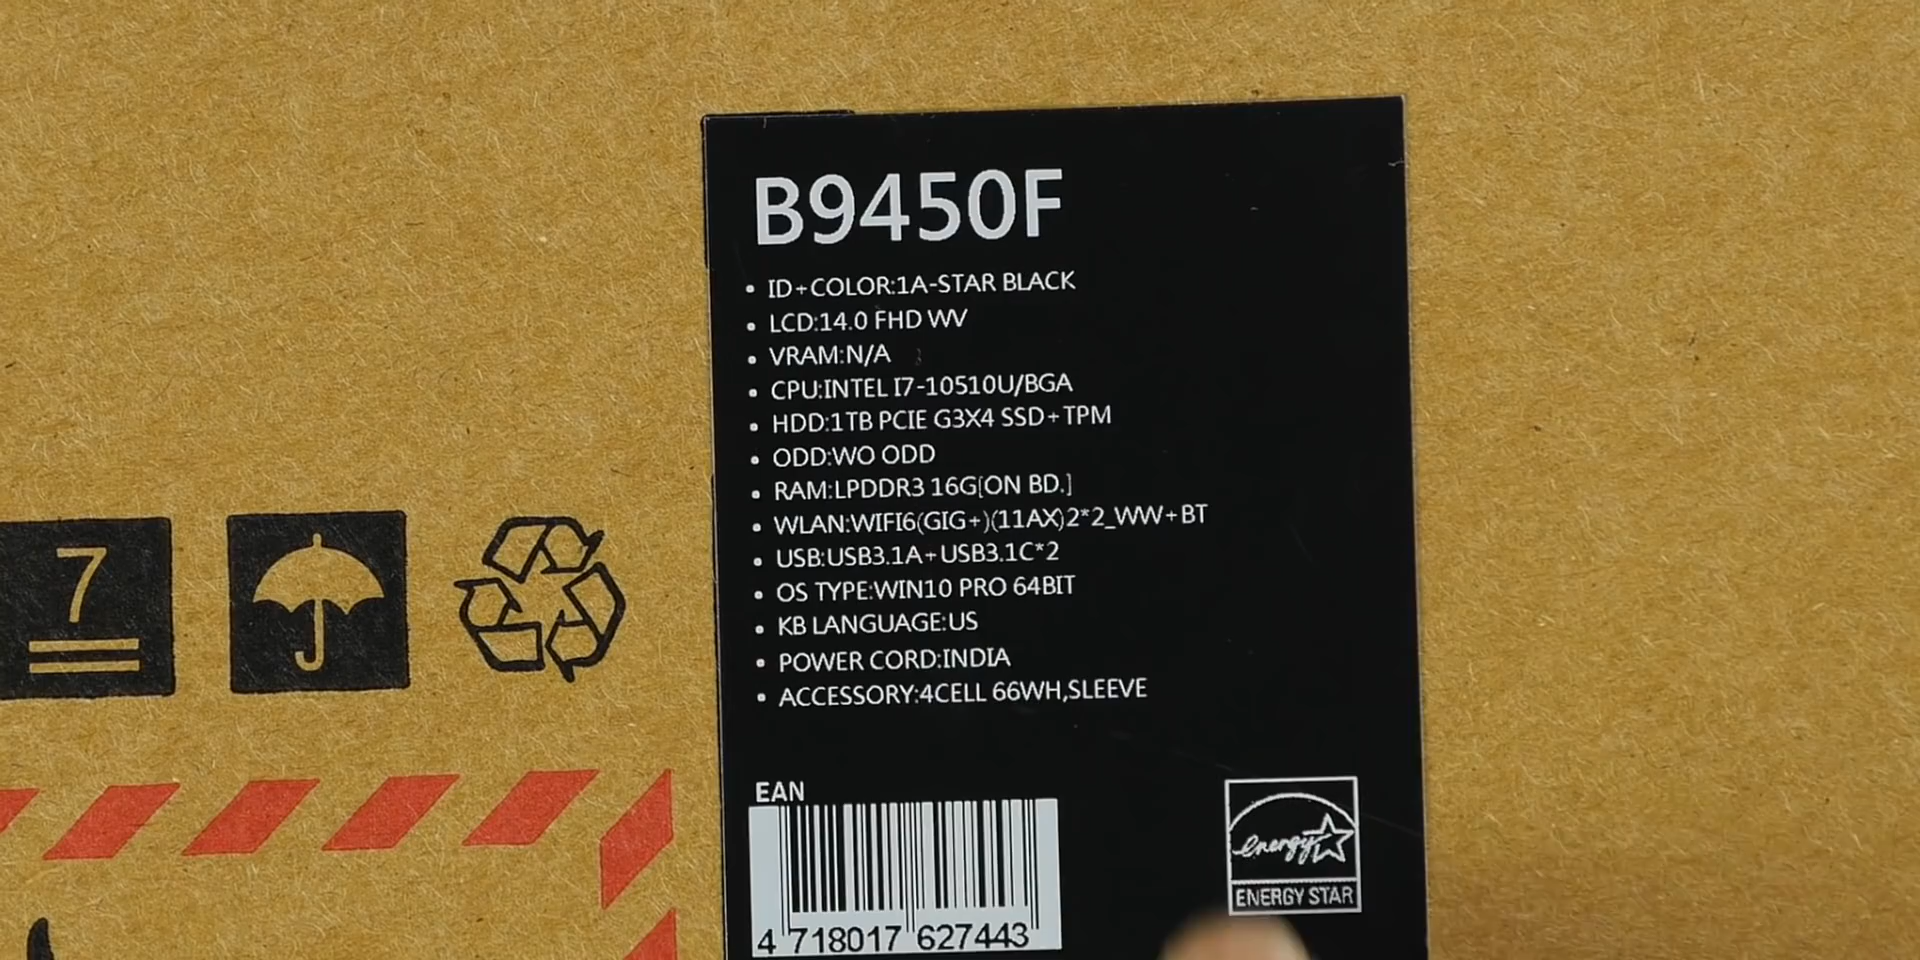 B9450F
• ID+COLOR:1A-STAR BLACK
• LCD:14.0 FHD WV
• VRAM:N/A
• CPU:INTEL I7-10510U/BGA
• HDD:1TB PCIE G3X4 SSD+TPM
• ODD:WO ODD
• RAM:LPDDR3 16G[ON BD.]
• WLAN:WIFI6(GIG+)(11AX)2*2_WW+BT
• USB:USB3.1A+USB3.1C*2
• OS TYPE:WIN10 PRO 64BIT
• KB LANGUAGE:US
• POWER CORD:INDIA
• ACCESSORY:4CELL 66WH,SLEEVE
7
EAN
4 718017 627443
energy
ENERGY STAR